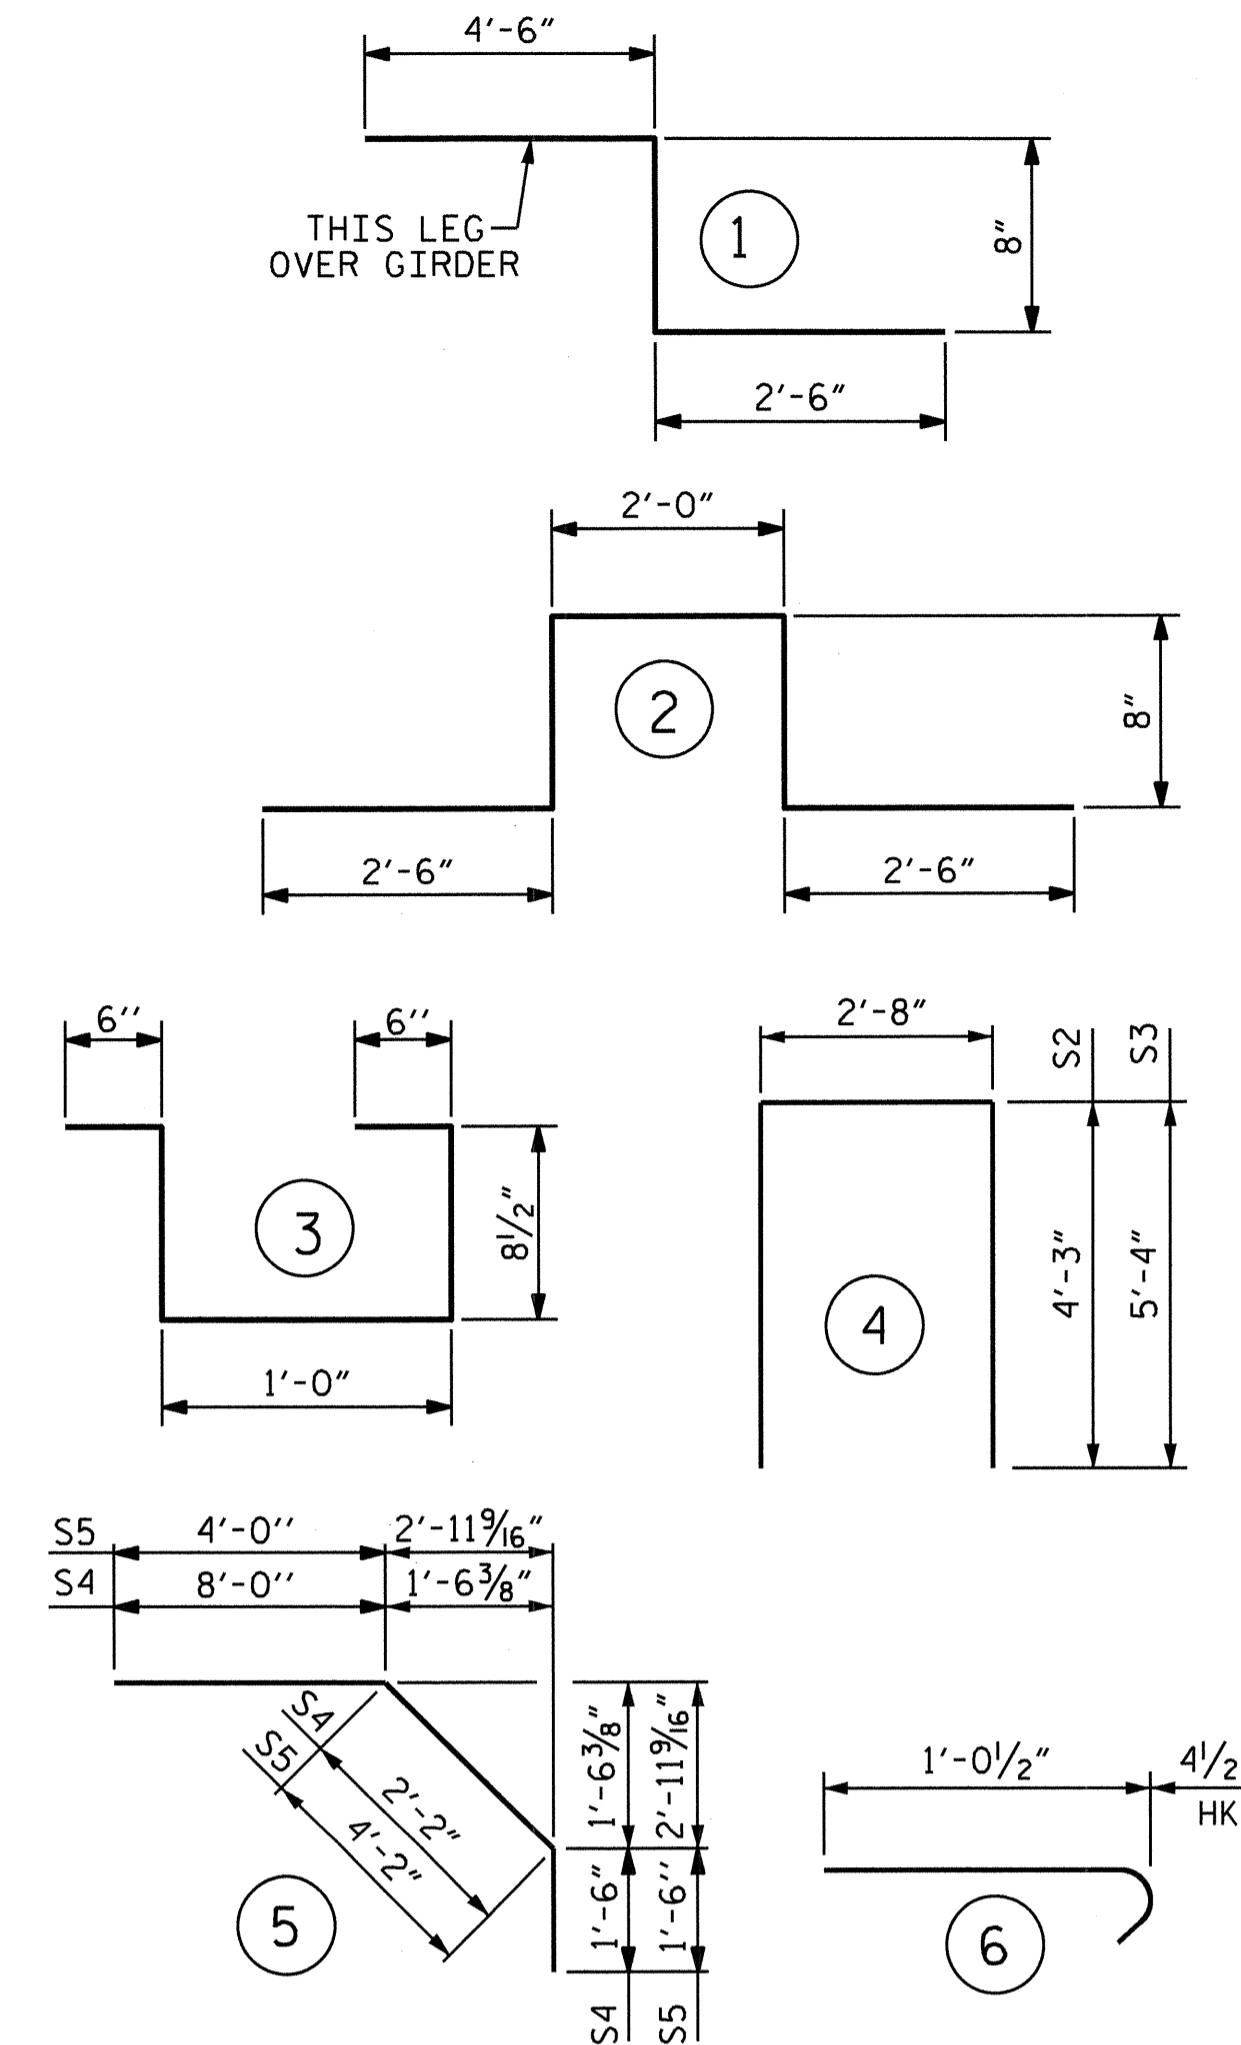 4'-6"
THIS LEG
OVER GIRDER
1
8"
2'-6"
2'-0"
2
8"
2'-6"
2'-6"
6''
6''
3
8½"
1'-0"
2'-8"
S2
S3
4
4'-3"
5'-4"
S5
4'-0''
2'-11 9/16"
S4
8'-0''
1'-6 3/8"
S4
S5
2'-2"
4'-2"
5
1'-6 3/8"
2'-11 9/16"
1'-6"
1'-6''
S4
S5
1'-0½"
4½
HK
6